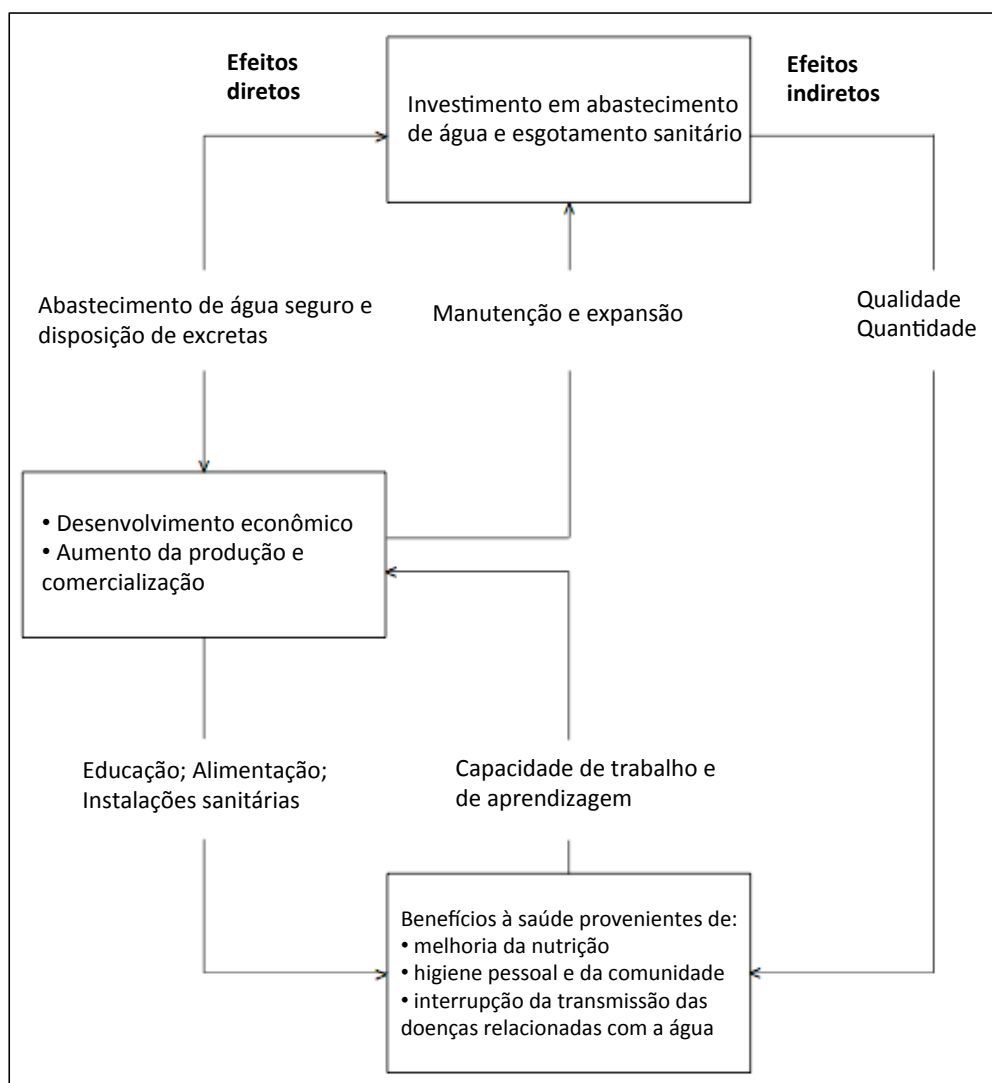 Efeitos
diretos
Investimento em abastecimento
de água e esgotamento sanitário
Efeitos
indiretos
Abastecimento de água seguro e
disposição de excretas
Manutenção e expansão
Qualidade
Quantidade
• Desenvolvimento econômico
• Aumento da produção e
comercialização
Educação; Alimentação;
Instalações sanitárias
Capacidade de trabalho e
de aprendizagem
Benefícios à saúde provenientes de:
• melhoria da nutrição
• higiene pessoal e da comunidade
• interrupção da transmissão das
doenças relacionadas com a água